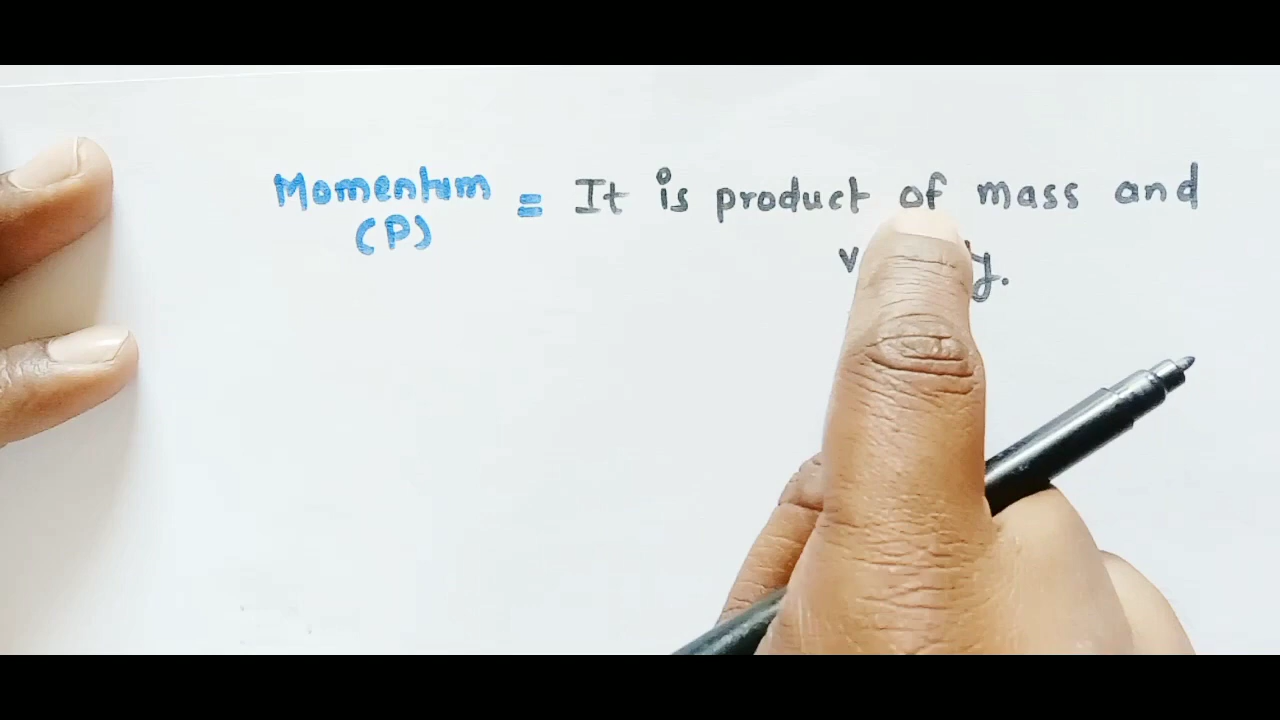 Momentum = It is product of mass and
(P)